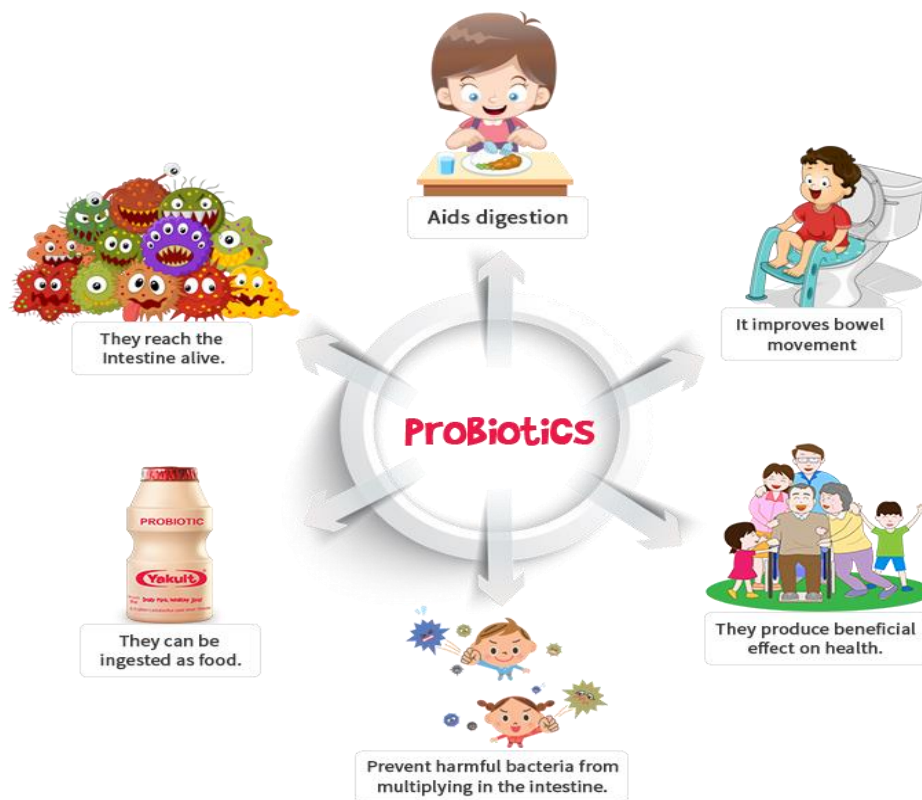 Aids digestion
They reach the
Intestine alive.
It improves bowel
movement
ProBiotics
PROBIOTIC
Yakult
They can be
ingested as food.
They produce beneficial
effect on health.
Prevent harmful bacteria from
multiplying in the intestine.